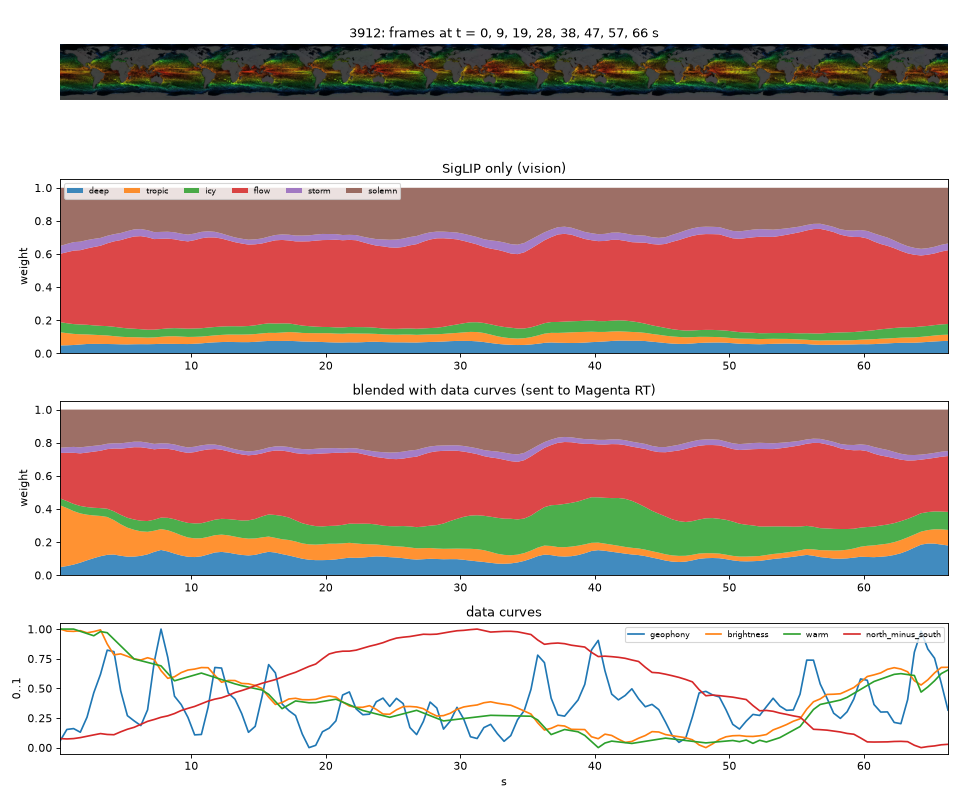 3912: frames at t = 0, 9, 19, 28, 38, 47, 57, 66 s
SigLIP only (vision)
deep tropic icy flow storm solemn
weight
1.0
0.8
0.6
0.4
0.2
0.0
10 20 30 40 50 60
blended with data curves (sent to Magenta RT)
weight
1.0
0.8
0.6
0.4
0.2
0.0
10 20 30 40 50 60
data curves
geophony brightness warm north_minus_south
0..1
1.00
0.75
0.50
0.25
0.00
10 20 30 40 50 60
s